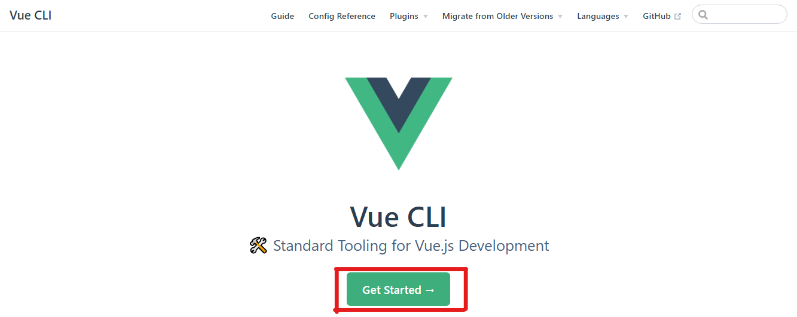 Vue CLI Guide Config Reference Plugins Migrate from Older Versions Languages GitHub
Vue CLI
🛠️ Standard Tooling for Vue.js Development
Get Started →